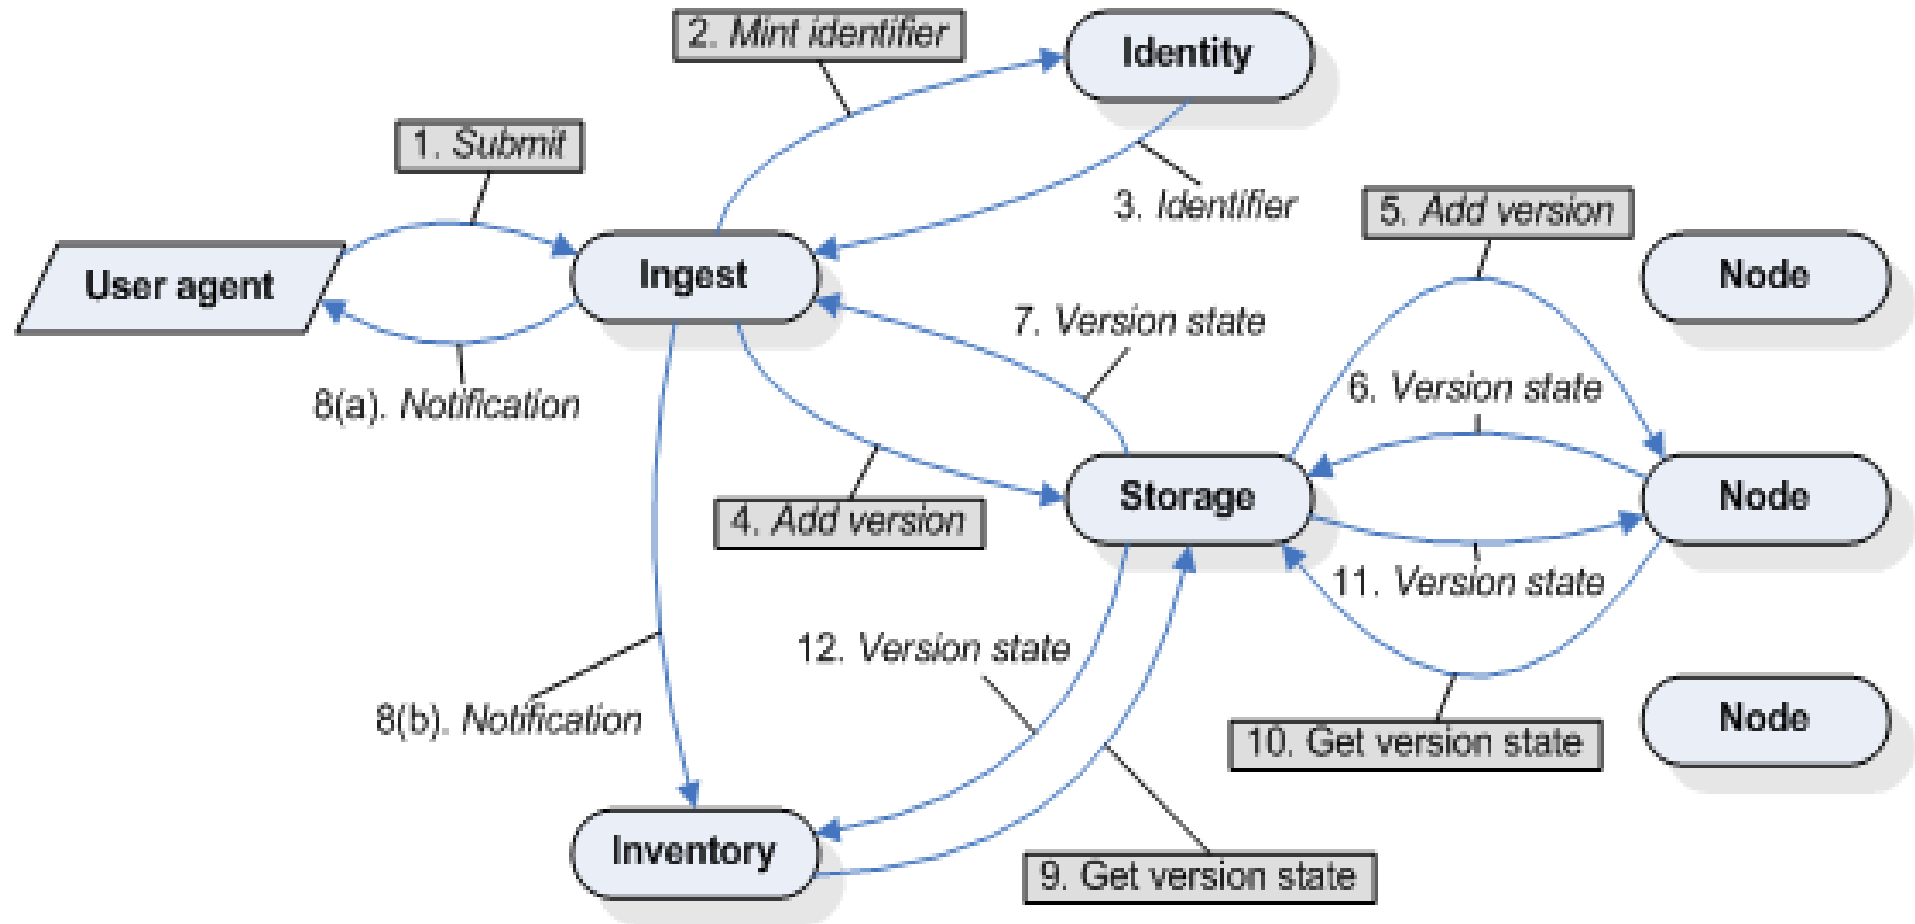 2. Mint identifier
Identity
1. Submit
3. Identifier
5. Add version
User agent
Ingest
Node
7. Version state
6. Version state
8(a). Notification
4. Add version
Storage
Node
11. Version state
12. Version state
8(b). Notification
10. Get version state
Node
Inventory
9. Get version state